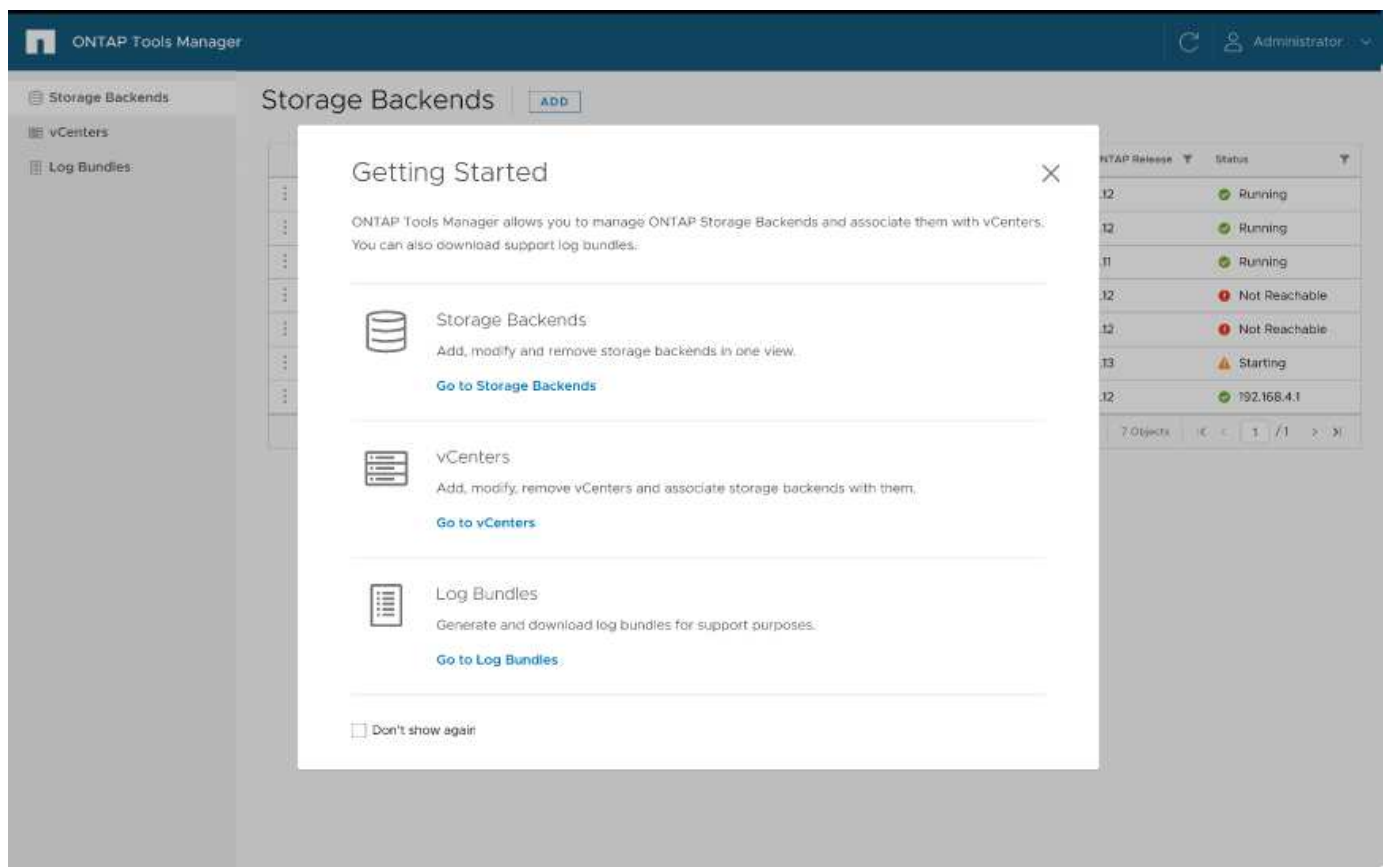 ONTAP Tools Manager
Administrator
Storage Backends
vCenters
Log Bundles
Storage Backends ADD
NTAP Release Status
.12 Running
.12 Running
.11 Running
.12 Not Reachable
.12 Not Reachable
.13 Starting
.12 192.168.4.1
7 Objects 1 / 1
Getting Started
ONTAP Tools Manager allows you to manage ONTAP Storage Backends and associate them with vCenters.
You can also download support log bundles.
Storage Backends
Add, modify and remove storage backends in one view.
Go to Storage Backends
vCenters
Add, modify, remove vCenters and associate storage backends with them.
Go to vCenters
Log Bundles
Generate and download log bundles for support purposes.
Go to Log Bundles
Don't show again